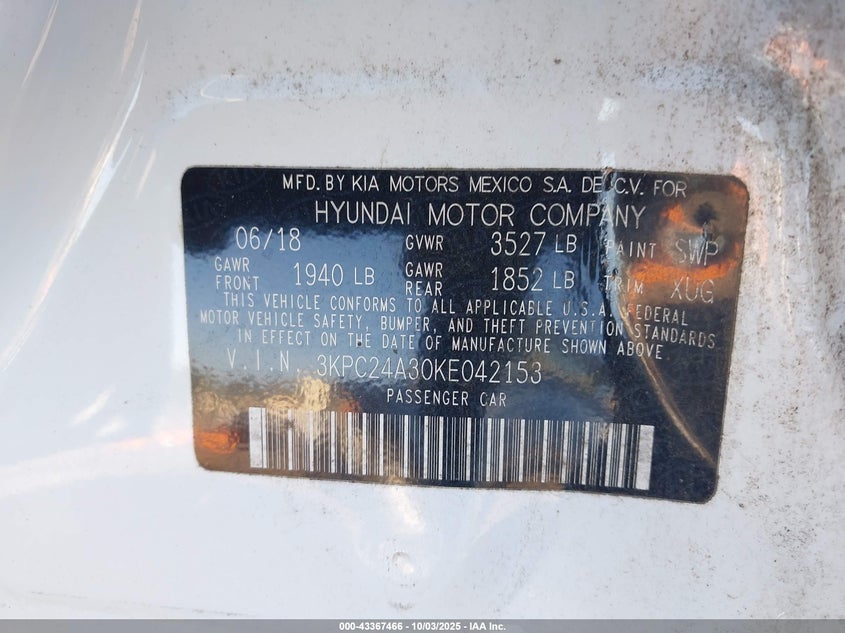 MFD. BY KIA MOTORS MEXICO S.A. DE C.V. FOR
HYUNDAI MOTOR COMPANY
06/18 GVWR 3527 LB PAINT SWP
GAWR FRONT 1940 LB GAWR REAR 1852 LB TRIM XUG
THIS VEHICLE CONFORMS TO ALL APPLICABLE U.S.A. FEDERAL
MOTOR VEHICLE SAFETY, BUMPER, AND THEFT PREVENTION STANDARDS
IN EFFECT ON THE DATE OF MANUFACTURE SHOWN ABOVE
V.I.N. 3KPC24A30KE042153
PASSENGER CAR
000-43367466 - 10/03/2025 - IAA Inc.